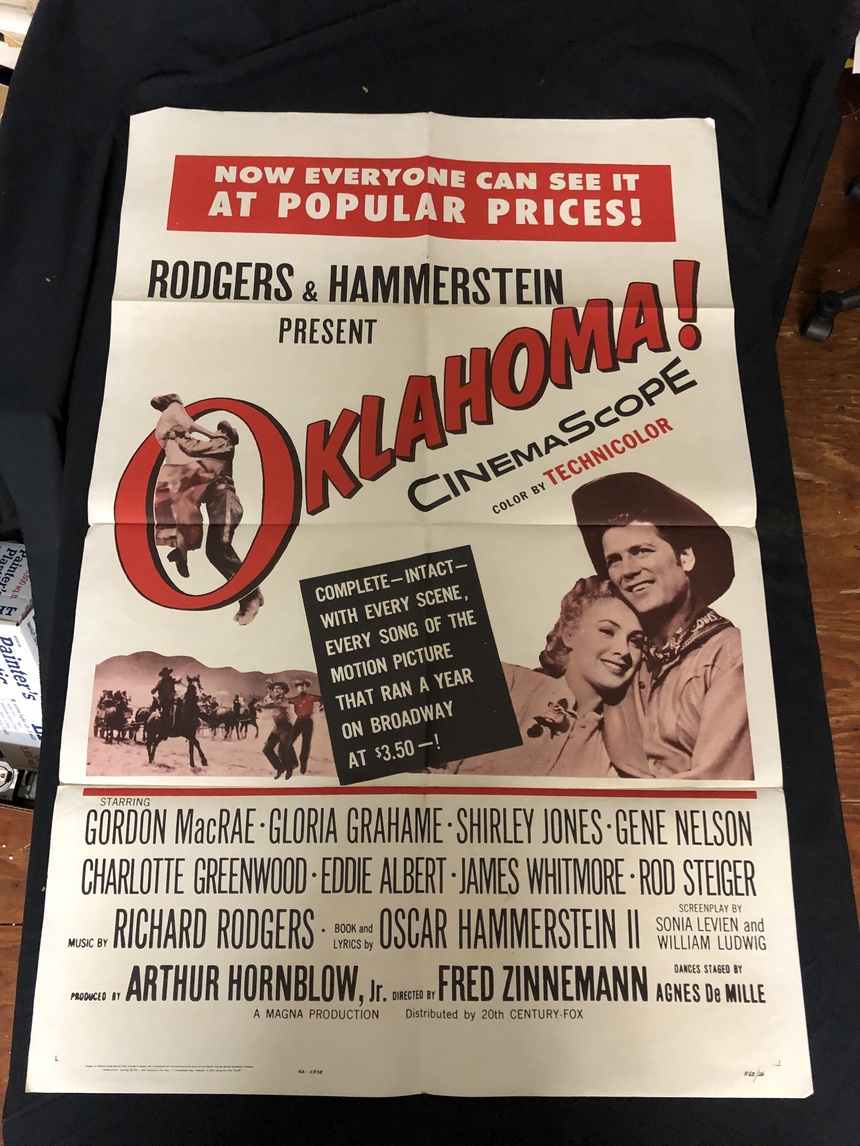 NOW EVERYONE CAN SEE IT
AT POPULAR PRICES!
RODGERS & HAMMERSTEIN
PRESENT
OKLAHOMA!
CINEMASCOPE
COLOR BY TECHNICOLOR
COMPLETE—INTACT—
WITH EVERY SCENE,
EVERY SONG OF THE
MOTION PICTURE
THAT RAN A YEAR
ON BROADWAY
AT $3.50—!
STARRING
GORDON MacRAE · GLORIA GRAHAME · SHIRLEY JONES · GENE NELSON
CHARLOTTE GREENWOOD · EDDIE ALBERT · JAMES WHITMORE · ROD STEIGER
MUSIC BY RICHARD RODGERS · BOOK and LYRICS by OSCAR HAMMERSTEIN II
SCREENPLAY BY
SONIA LEVIEN and
WILLIAM LUDWIG
PRODUCED BY ARTHUR HORNBLOW, Jr. DIRECTED BY FRED ZINNEMANN
DANCES STAGED BY
AGNES De MILLE
A MAGNA PRODUCTION Distributed by 20th CENTURY-FOX
Painter's
Plastic
Painter's